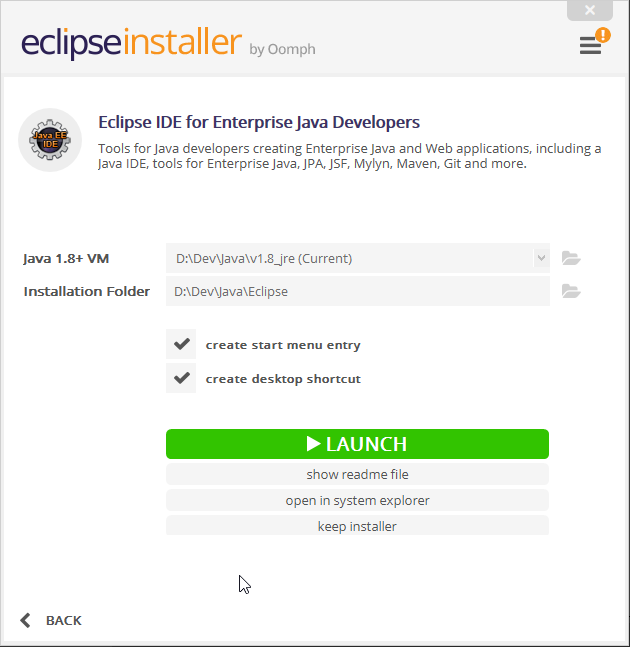 eclipseinstaller by Oomph
!
Java EE
IDE
Eclipse IDE for Enterprise Java Developers
Tools for Java developers creating Enterprise Java and Web applications, including a
Java IDE, tools for Enterprise Java, JPA, JSF, Mylyn, Maven, Git and more.
Java 1.8+ VM D:\Dev\Java\v1.8_jre (Current)
Installation Folder D:\Dev\Java\Eclipse
create start menu entry
create desktop shortcut
LAUNCH
show readme file
open in system explorer
keep installer
BACK